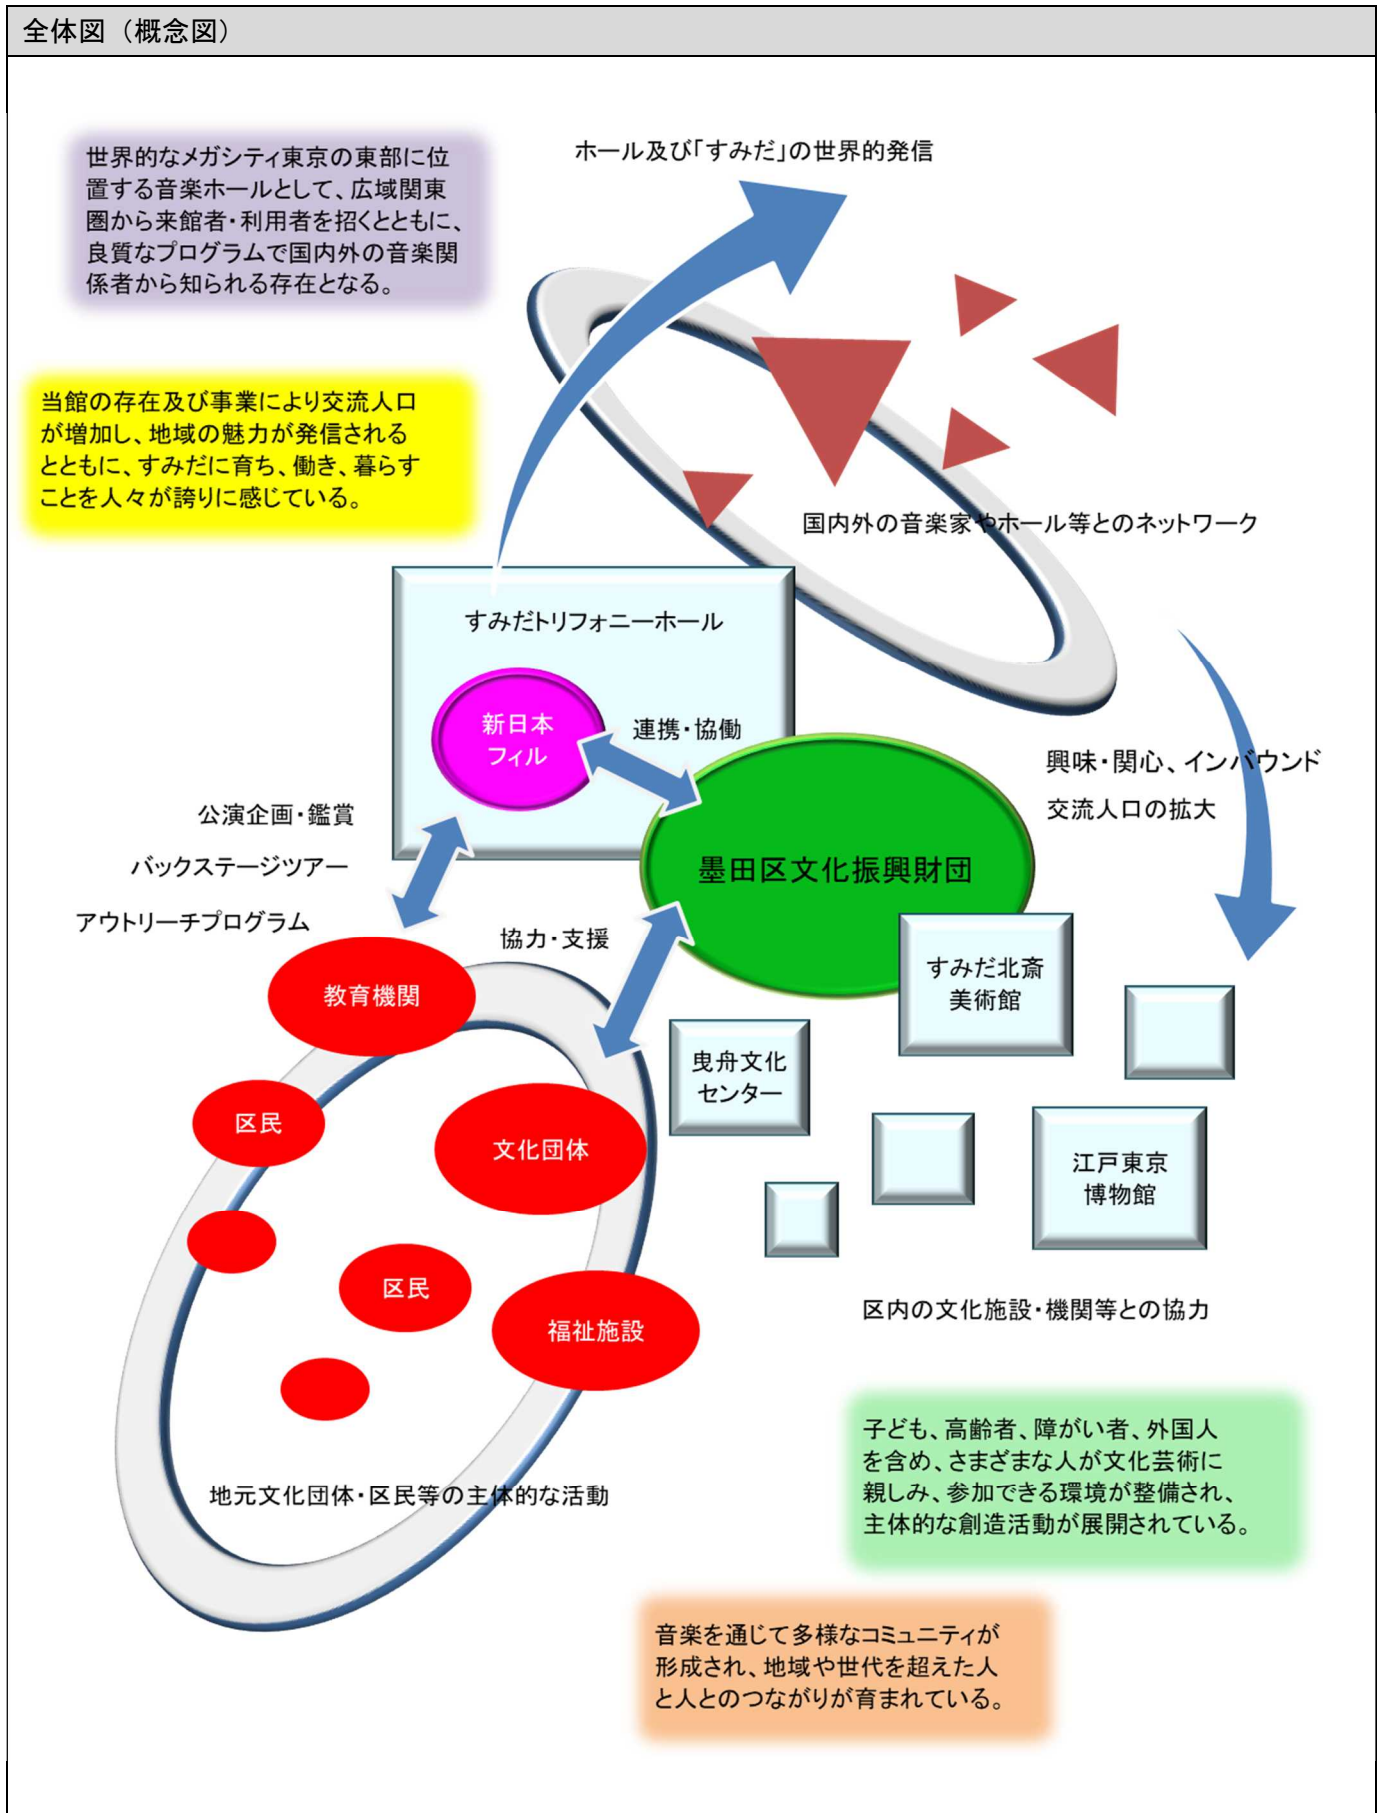 全体図（概念図）
世界的なメガシティ東京の東部に位
置する音楽ホールとして、広域関東
圏から来館者・利用者を招くとともに、
良質なプログラムで国内外の音楽関
係者から知られる存在となる。
ホール及び「すみだ」の世界的発信
当館の存在及び事業により交流人口
が増加し、地域の魅力が発信される
とともに、すみだに育ち、働き、暮らす
ことを人々が誇りに感じている。
国内外の音楽家やホール等とのネットワーク
すみだトリフォニーホール
新日本
フィル
連携・協働
興味・関心、インバウンド
交流人口の拡大
公演企画・鑑賞
バックステージツアー
アウトリーチプログラム
墨田区文化振興財団
協力・支援
すみだ北斎
美術館
教育機関
曳舟文化
センター
区民
文化団体
江戸東京
博物館
区民
福祉施設
区内の文化施設・機関等との協力
地元文化団体・区民等の主体的な活動
子ども、高齢者、障がい者、外国人
を含め、さまざまな人が文化芸術に
親しみ、参加できる環境が整備され、
主体的な創造活動が展開されている。
音楽を通じて多様なコミュニティが
形成され、地域や世代を超えた人
と人とのつながりが育まれている。